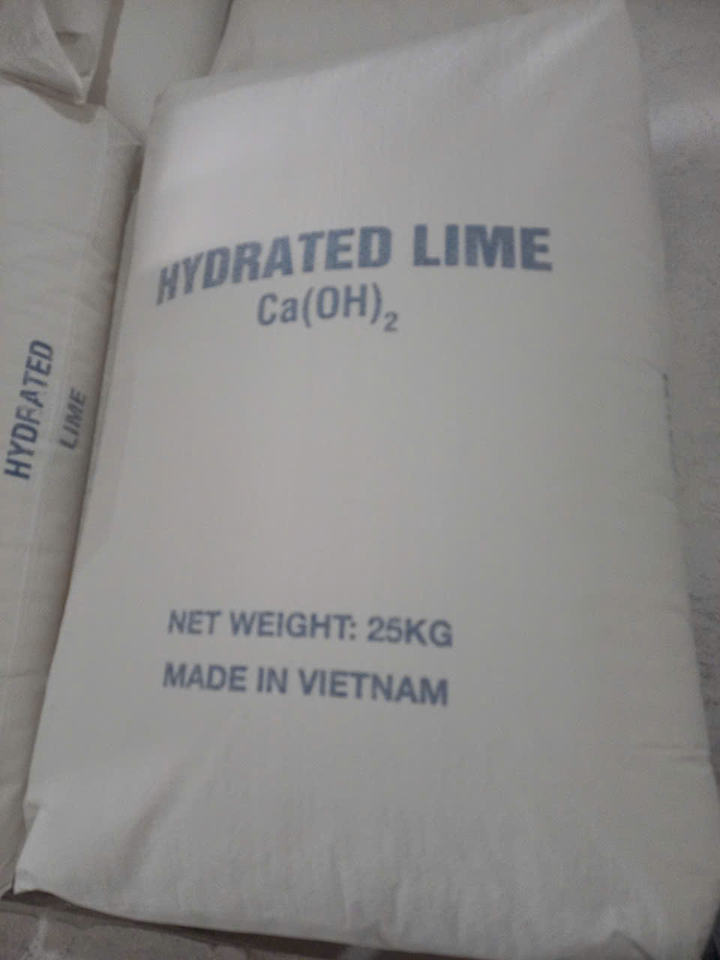 HYDRATED LIME
Ca(OH)₂
NET WEIGHT: 25KG
MADE IN VIETNAM
HYDRATED
LIME